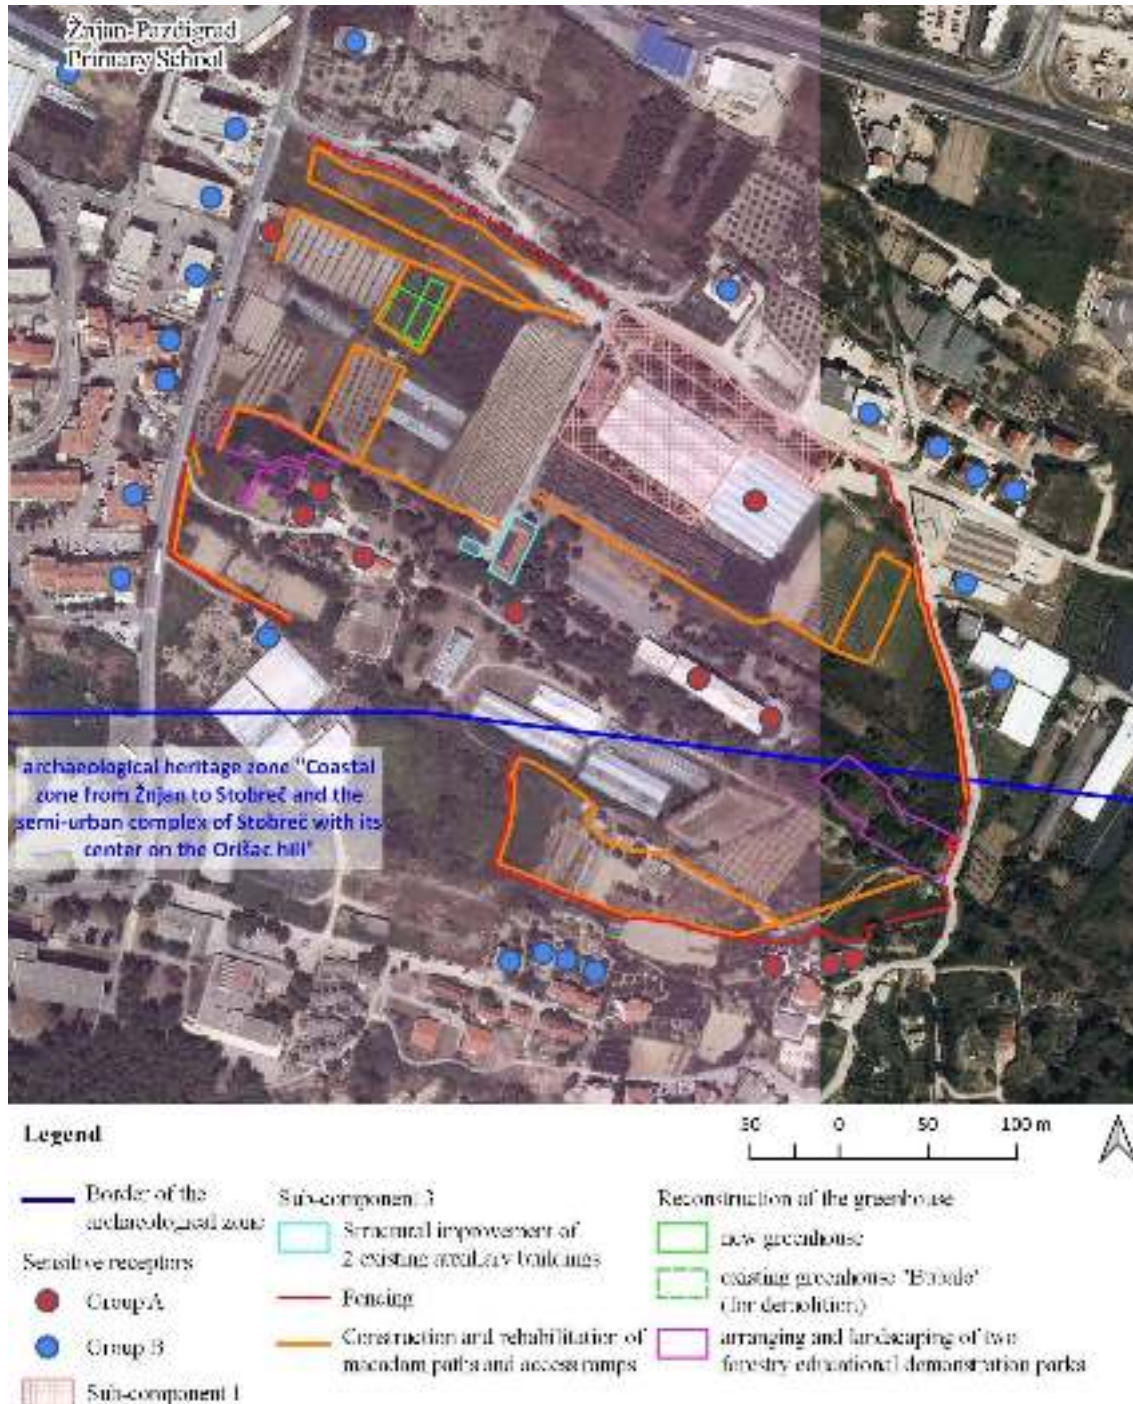 Žnjan-Pazdigrad
Primary School
archaeological heritage zone "Coastal
zone from Žnjan to Stobreč and the
semi-urban complex of Stobreč with its
center on the Orišac hill"
Legend
50 0 50 100 m
Border of the
archaeological zone
Sensitive receptors
Group A
Group B
Sub-component 1
Sub-component 3
Structural improvement of
2 existing auxiliary buildings
Fencing
Construction and rehabilitation of
macadam paths and access ramps
Reconstruction of the greenhouse
new greenhouse
existing greenhouse "Bubalo"
(for demolition)
arranging and landscaping of two
forestry educational demonstration parks